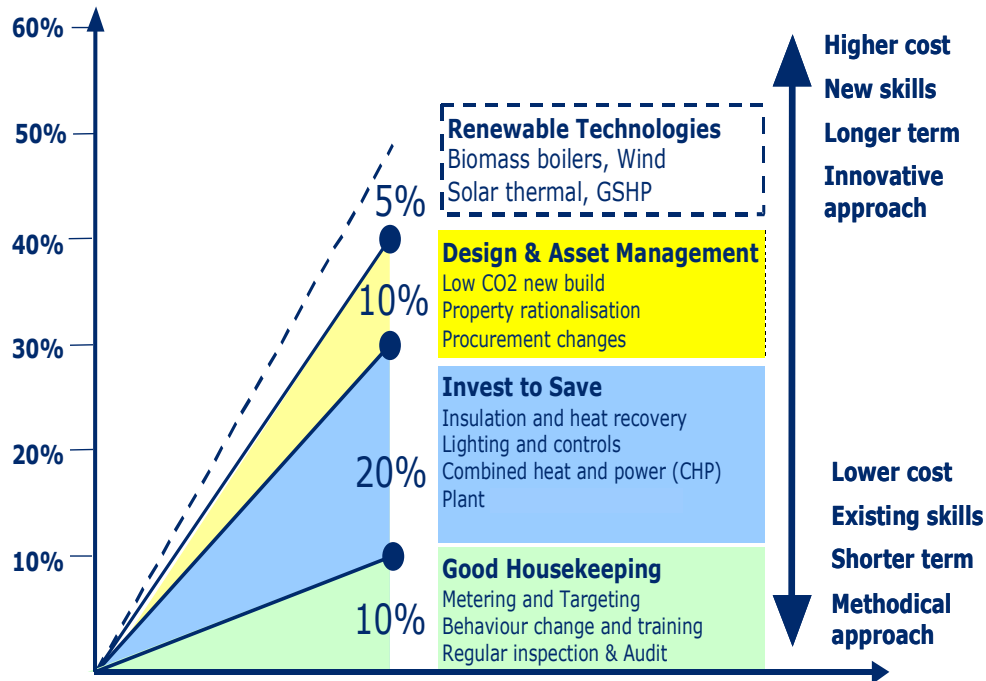 60%
50%
40%
30%
20%
10%
5%
10%
20%
10%
Renewable Technologies
Biomass boilers, Wind
Solar thermal, GSHP
Design & Asset Management
Low CO2 new build
Property rationalisation
Procurement changes
Invest to Save
Insulation and heat recovery
Lighting and controls
Combined heat and power (CHP)
Plant
Good Housekeeping
Metering and Targeting
Behaviour change and training
Regular inspection & Audit
Higher cost
New skills
Longer term
Innovative
approach
Lower cost
Existing skills
Shorter term
Methodical
approach